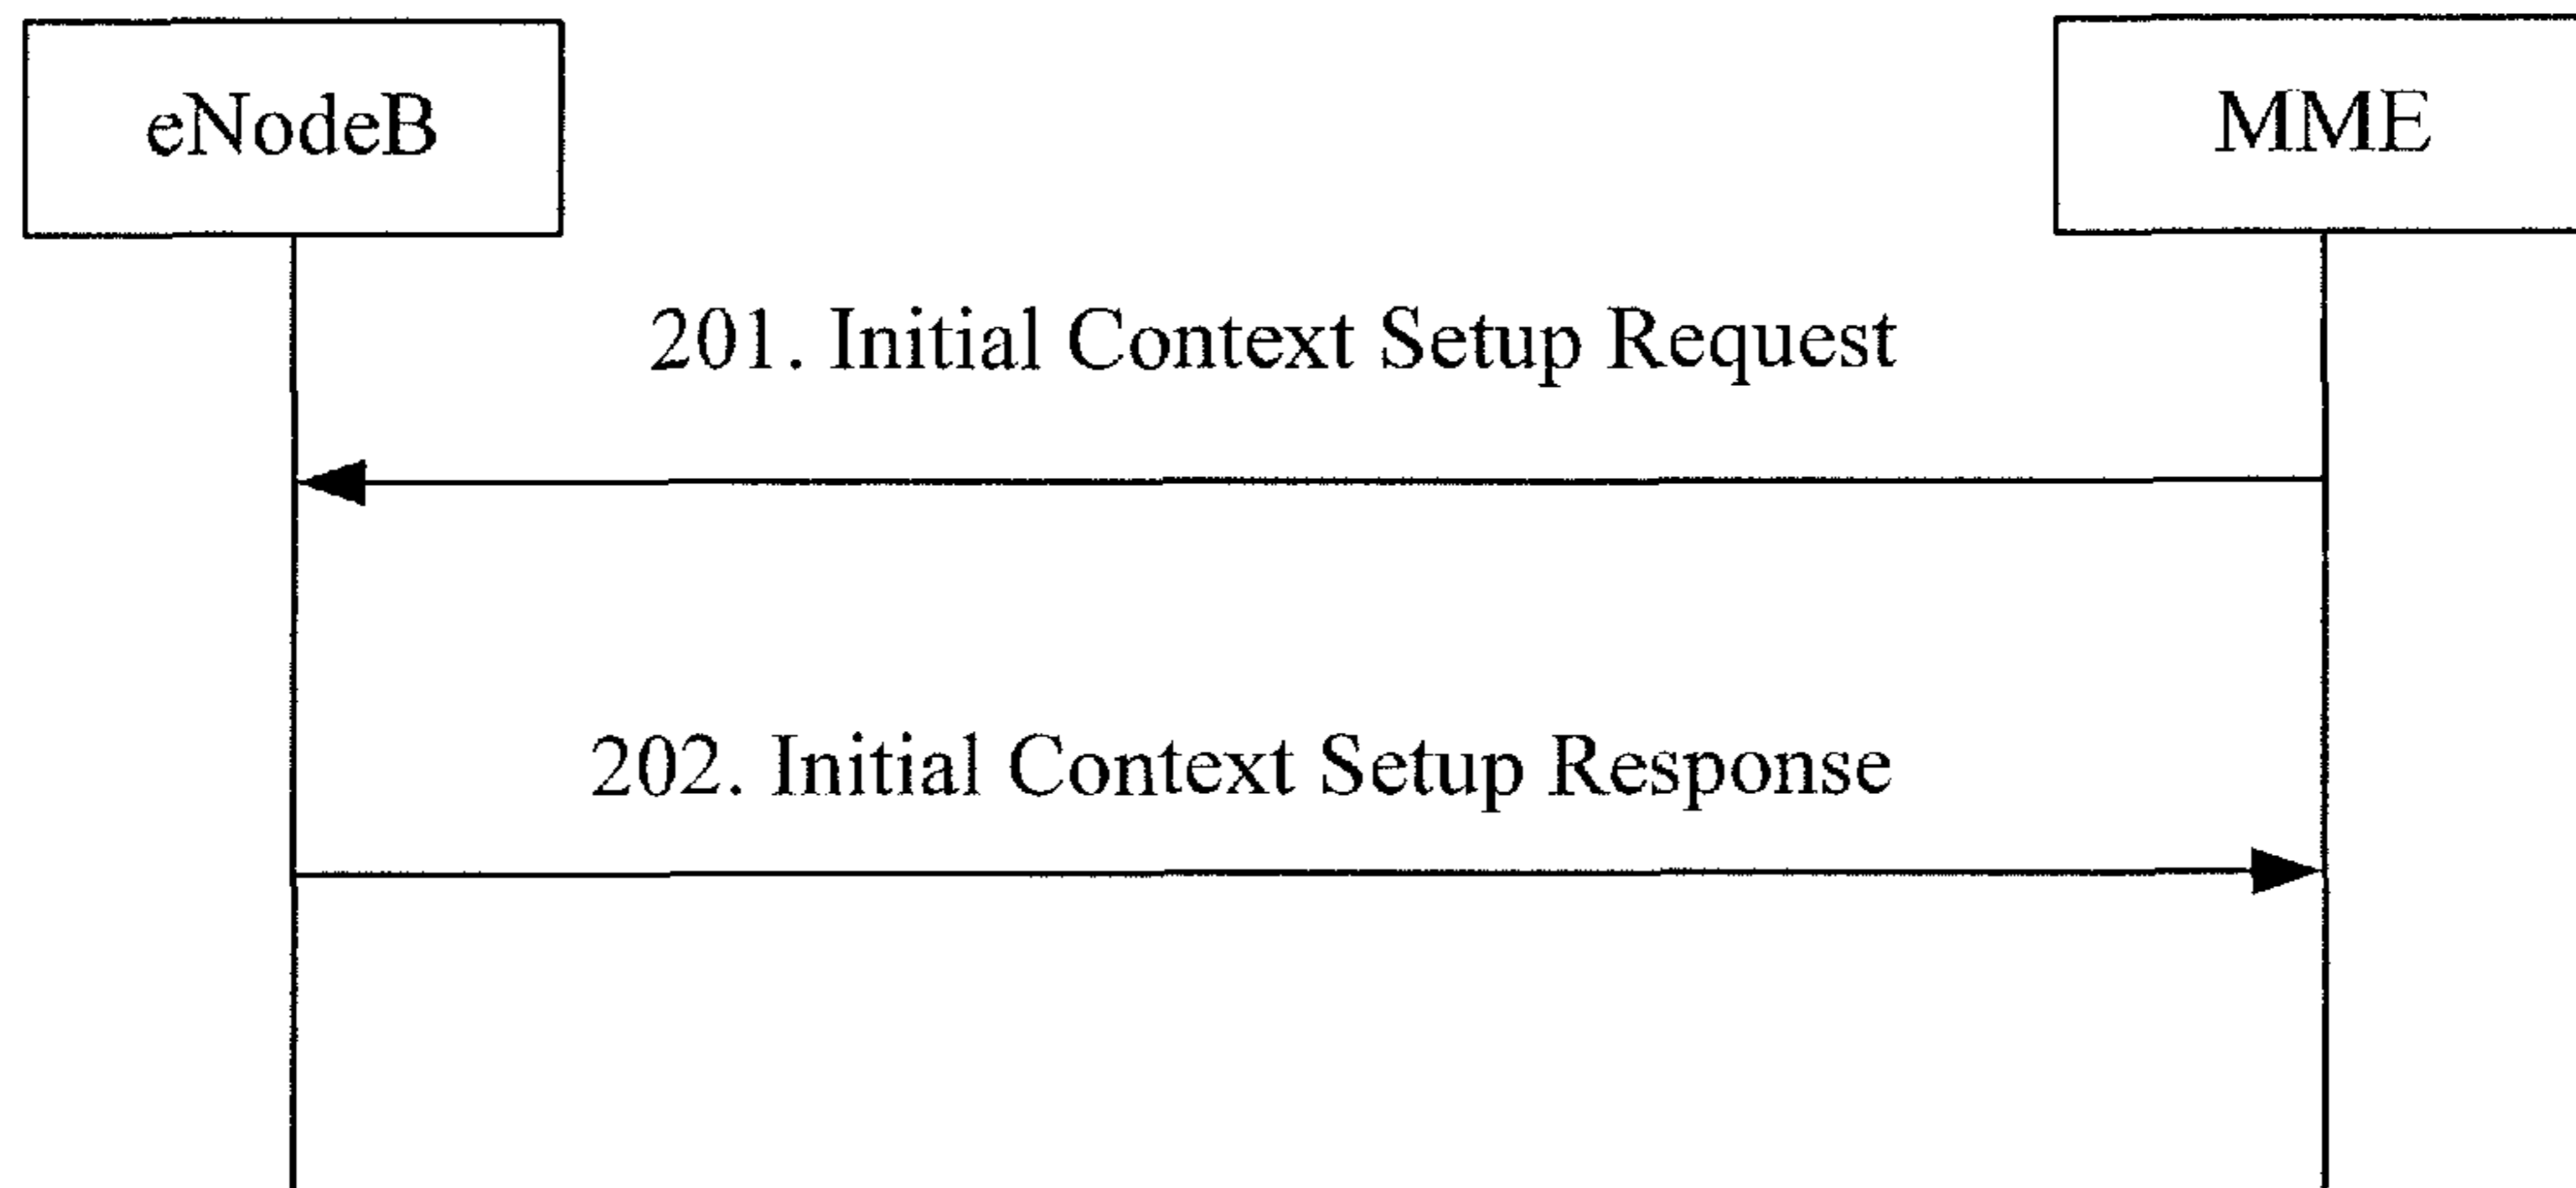 eNodeB
MME
201. Initial Context Setup Request
202. Initial Context Setup Response